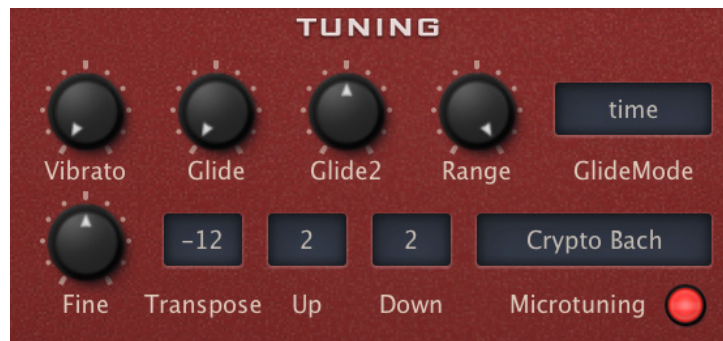 TUNING
time
Vibrato Glide Glide2 Range GlideMode
-12 2 2 Crypto Bach
Fine Transpose Up Down Microtuning